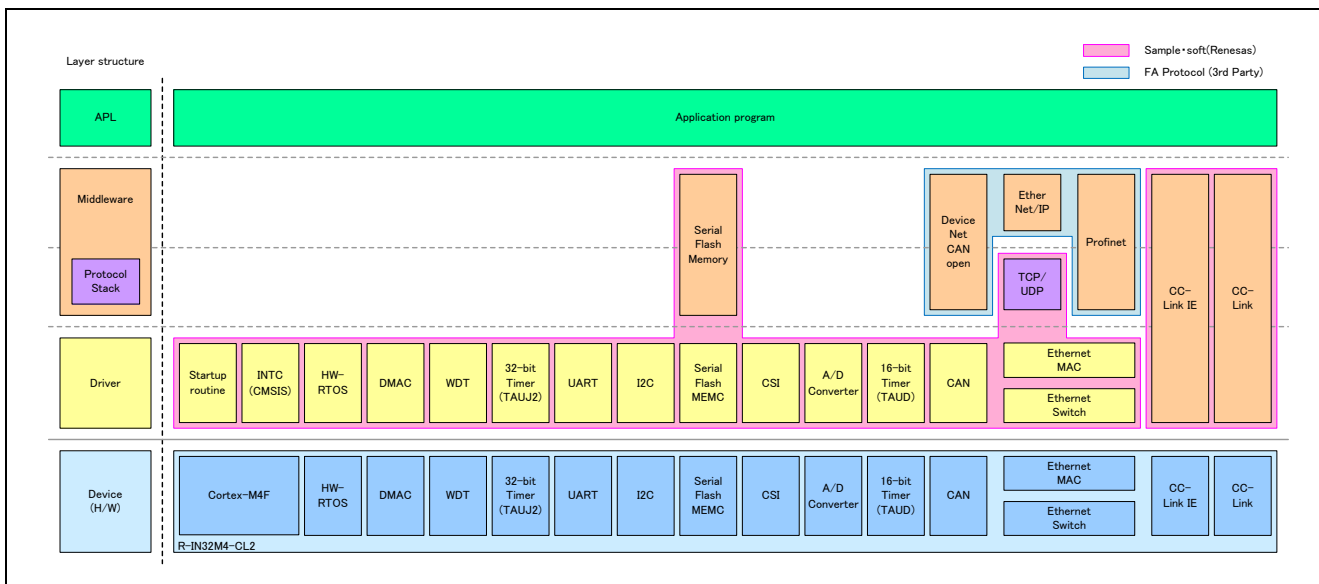 Layer structure
Sample・soft(Renesas)
FA Protocol (3rd Party)
APL
Application program
Middleware
Protocol
Stack
Serial
Flash
Memory
Device
Net
CAN
open
Ether
Net/IP
Profinet
TCP/
UDP
CC-
Link IE
CC-
Link
Driver
Startup
routine
INTC
(CMSIS)
HW-
RTOS
DMAC
WDT
32-bit
Timer
(TAUJ2)
UART
I2C
Serial
Flash
MEMC
CSI
A/D
Converter
16-bit
Timer
(TAUD)
CAN
Ethernet
MAC
Ethernet
Switch
Device
(H/W)
Cortex-M4F
HW-
RTOS
DMAC
WDT
32-bit
Timer
(TAUJ2)
UART
I2C
Serial
Flash
MEMC
CSI
A/D
Converter
16-bit
Timer
(TAUD)
CAN
Ethernet
MAC
Ethernet
Switch
CC-
Link IE
CC-
Link
R-IN32M4-CL2